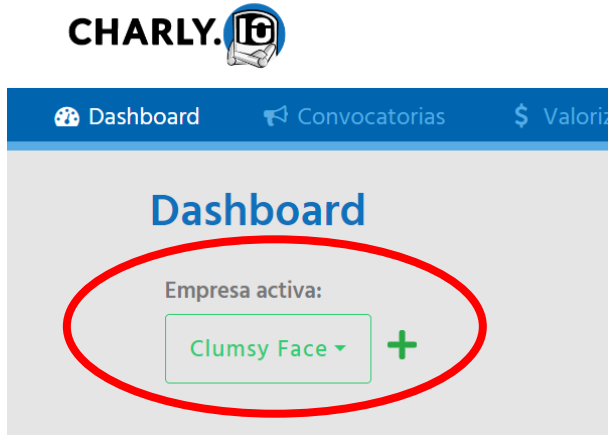 CHARLY.
Dashboard Convocatorias $ Valoriz
Dashboard
Empresa activa:
Clumsy Face